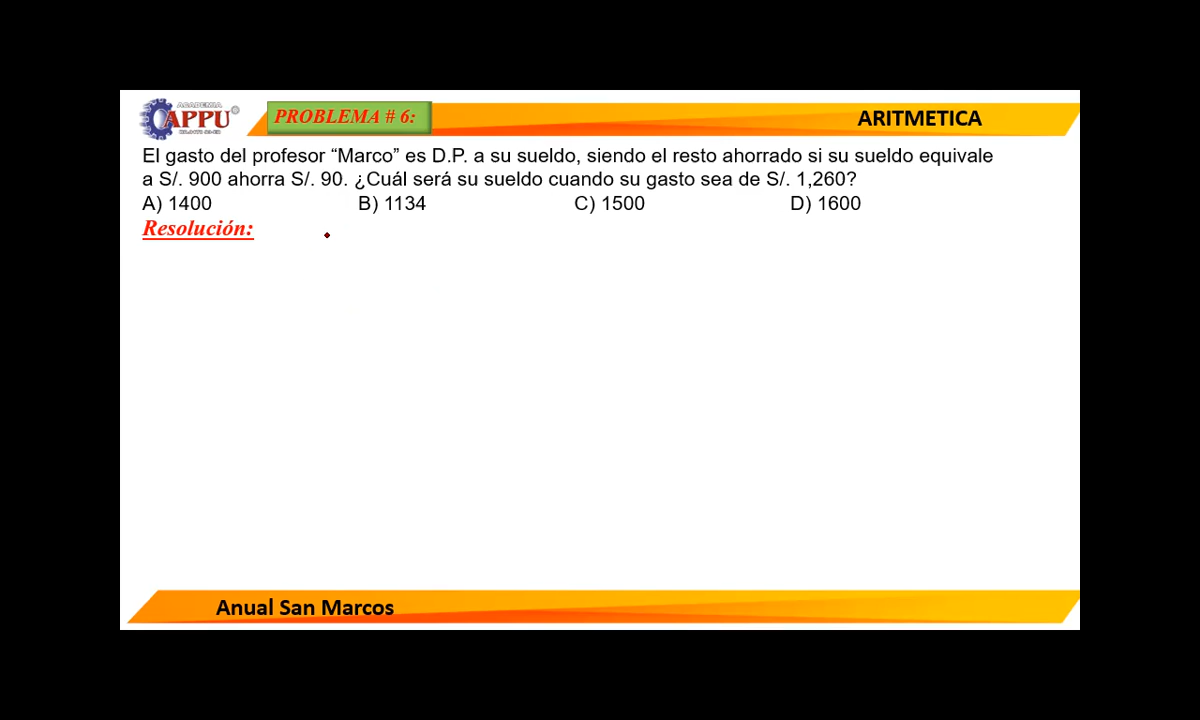 ACADEMIA
APPU
PROBLEMA # 6:
ARITMETICA
El gasto del profesor “Marco” es D.P. a su sueldo, siendo el resto ahorrado si su sueldo equivale
a S/. 900 ahorra S/. 90. ¿Cuál será su sueldo cuando su gasto sea de S/. 1,260?
A) 1400 B) 1134 C) 1500 D) 1600
Resolución:
Anual San Marcos